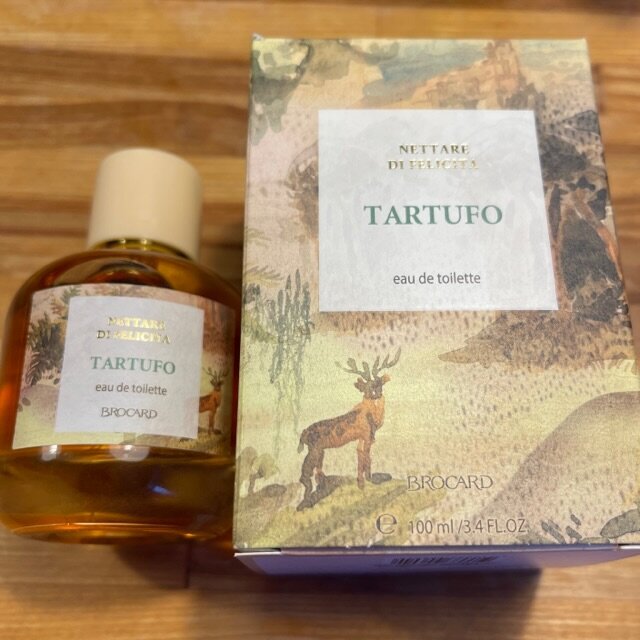 NETTARE
DI FELICITA
TARTUFO
eau de toilette
BROCARD
NETTARE
DI FELICITA
TARTUFO
eau de toilette
BROCARD
℮ 100 ml/3.4 FL.OZ.